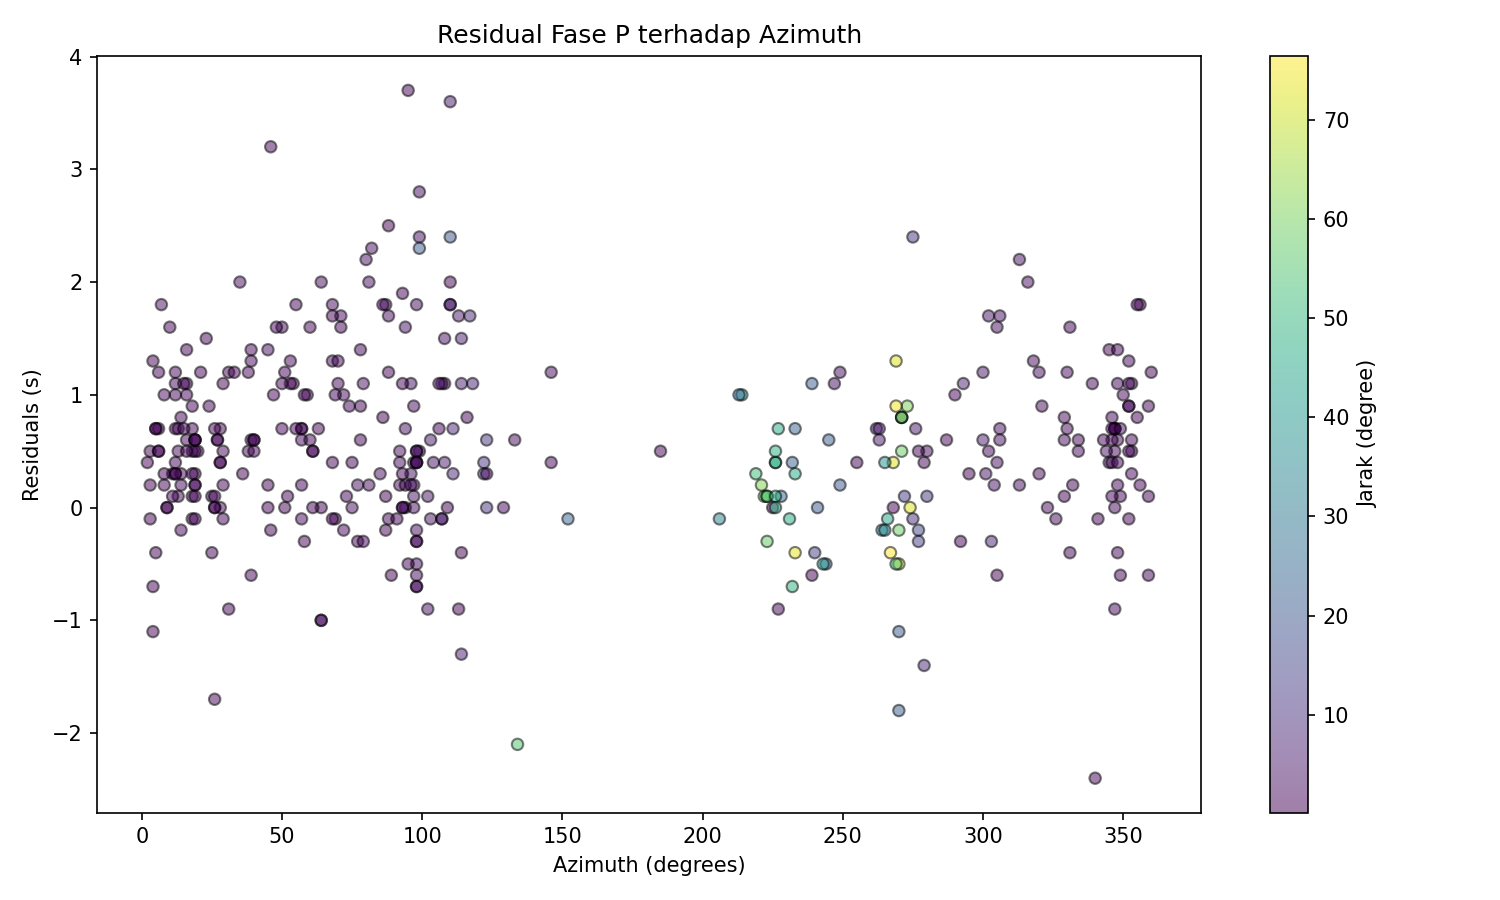 Residual Fase P terhadap Azimuth
Residuals (s)
4
3
2
1
0
−1
−2
0 50 100 150 200 250 300 350
Azimuth (degrees)
70
60
50
40
30
20
10
Jarak (degree)